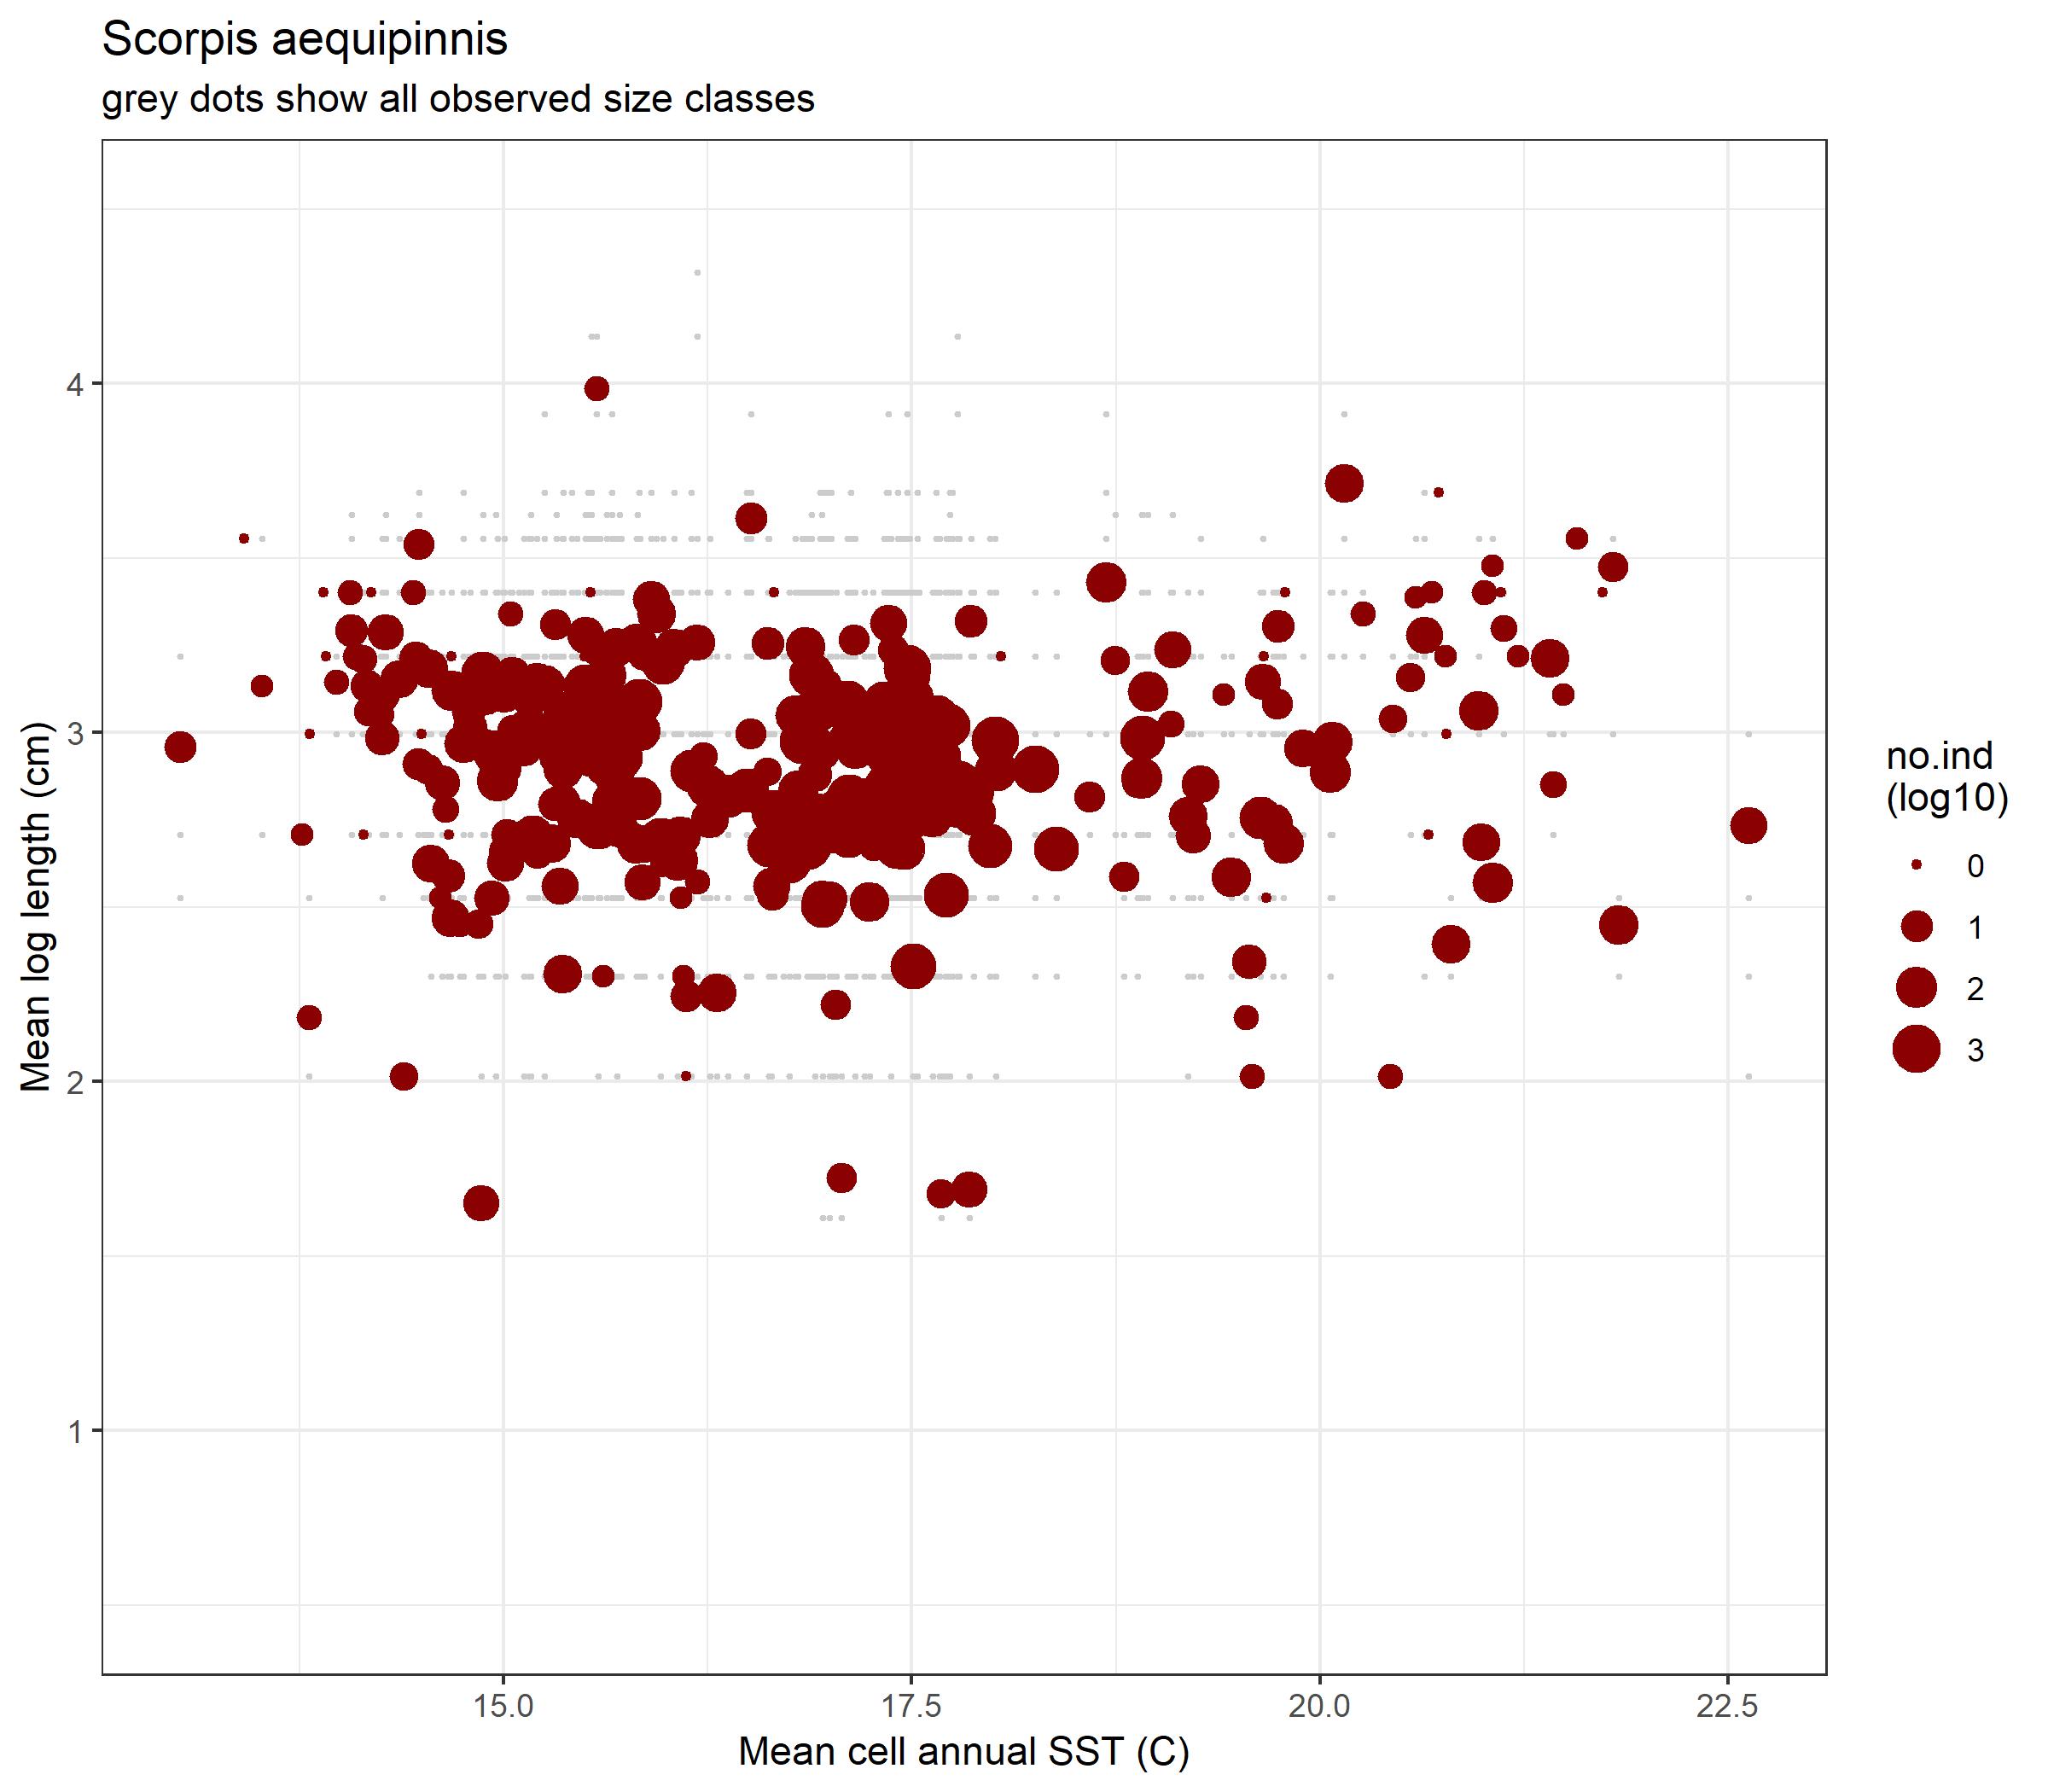 Scorpis aequipinnis
grey dots show all observed size classes
Mean log length (cm)
4
3
2
1
15.0
17.5
20.0
22.5
Mean cell annual SST (C)
no.ind
(log10)
0
1
2
3